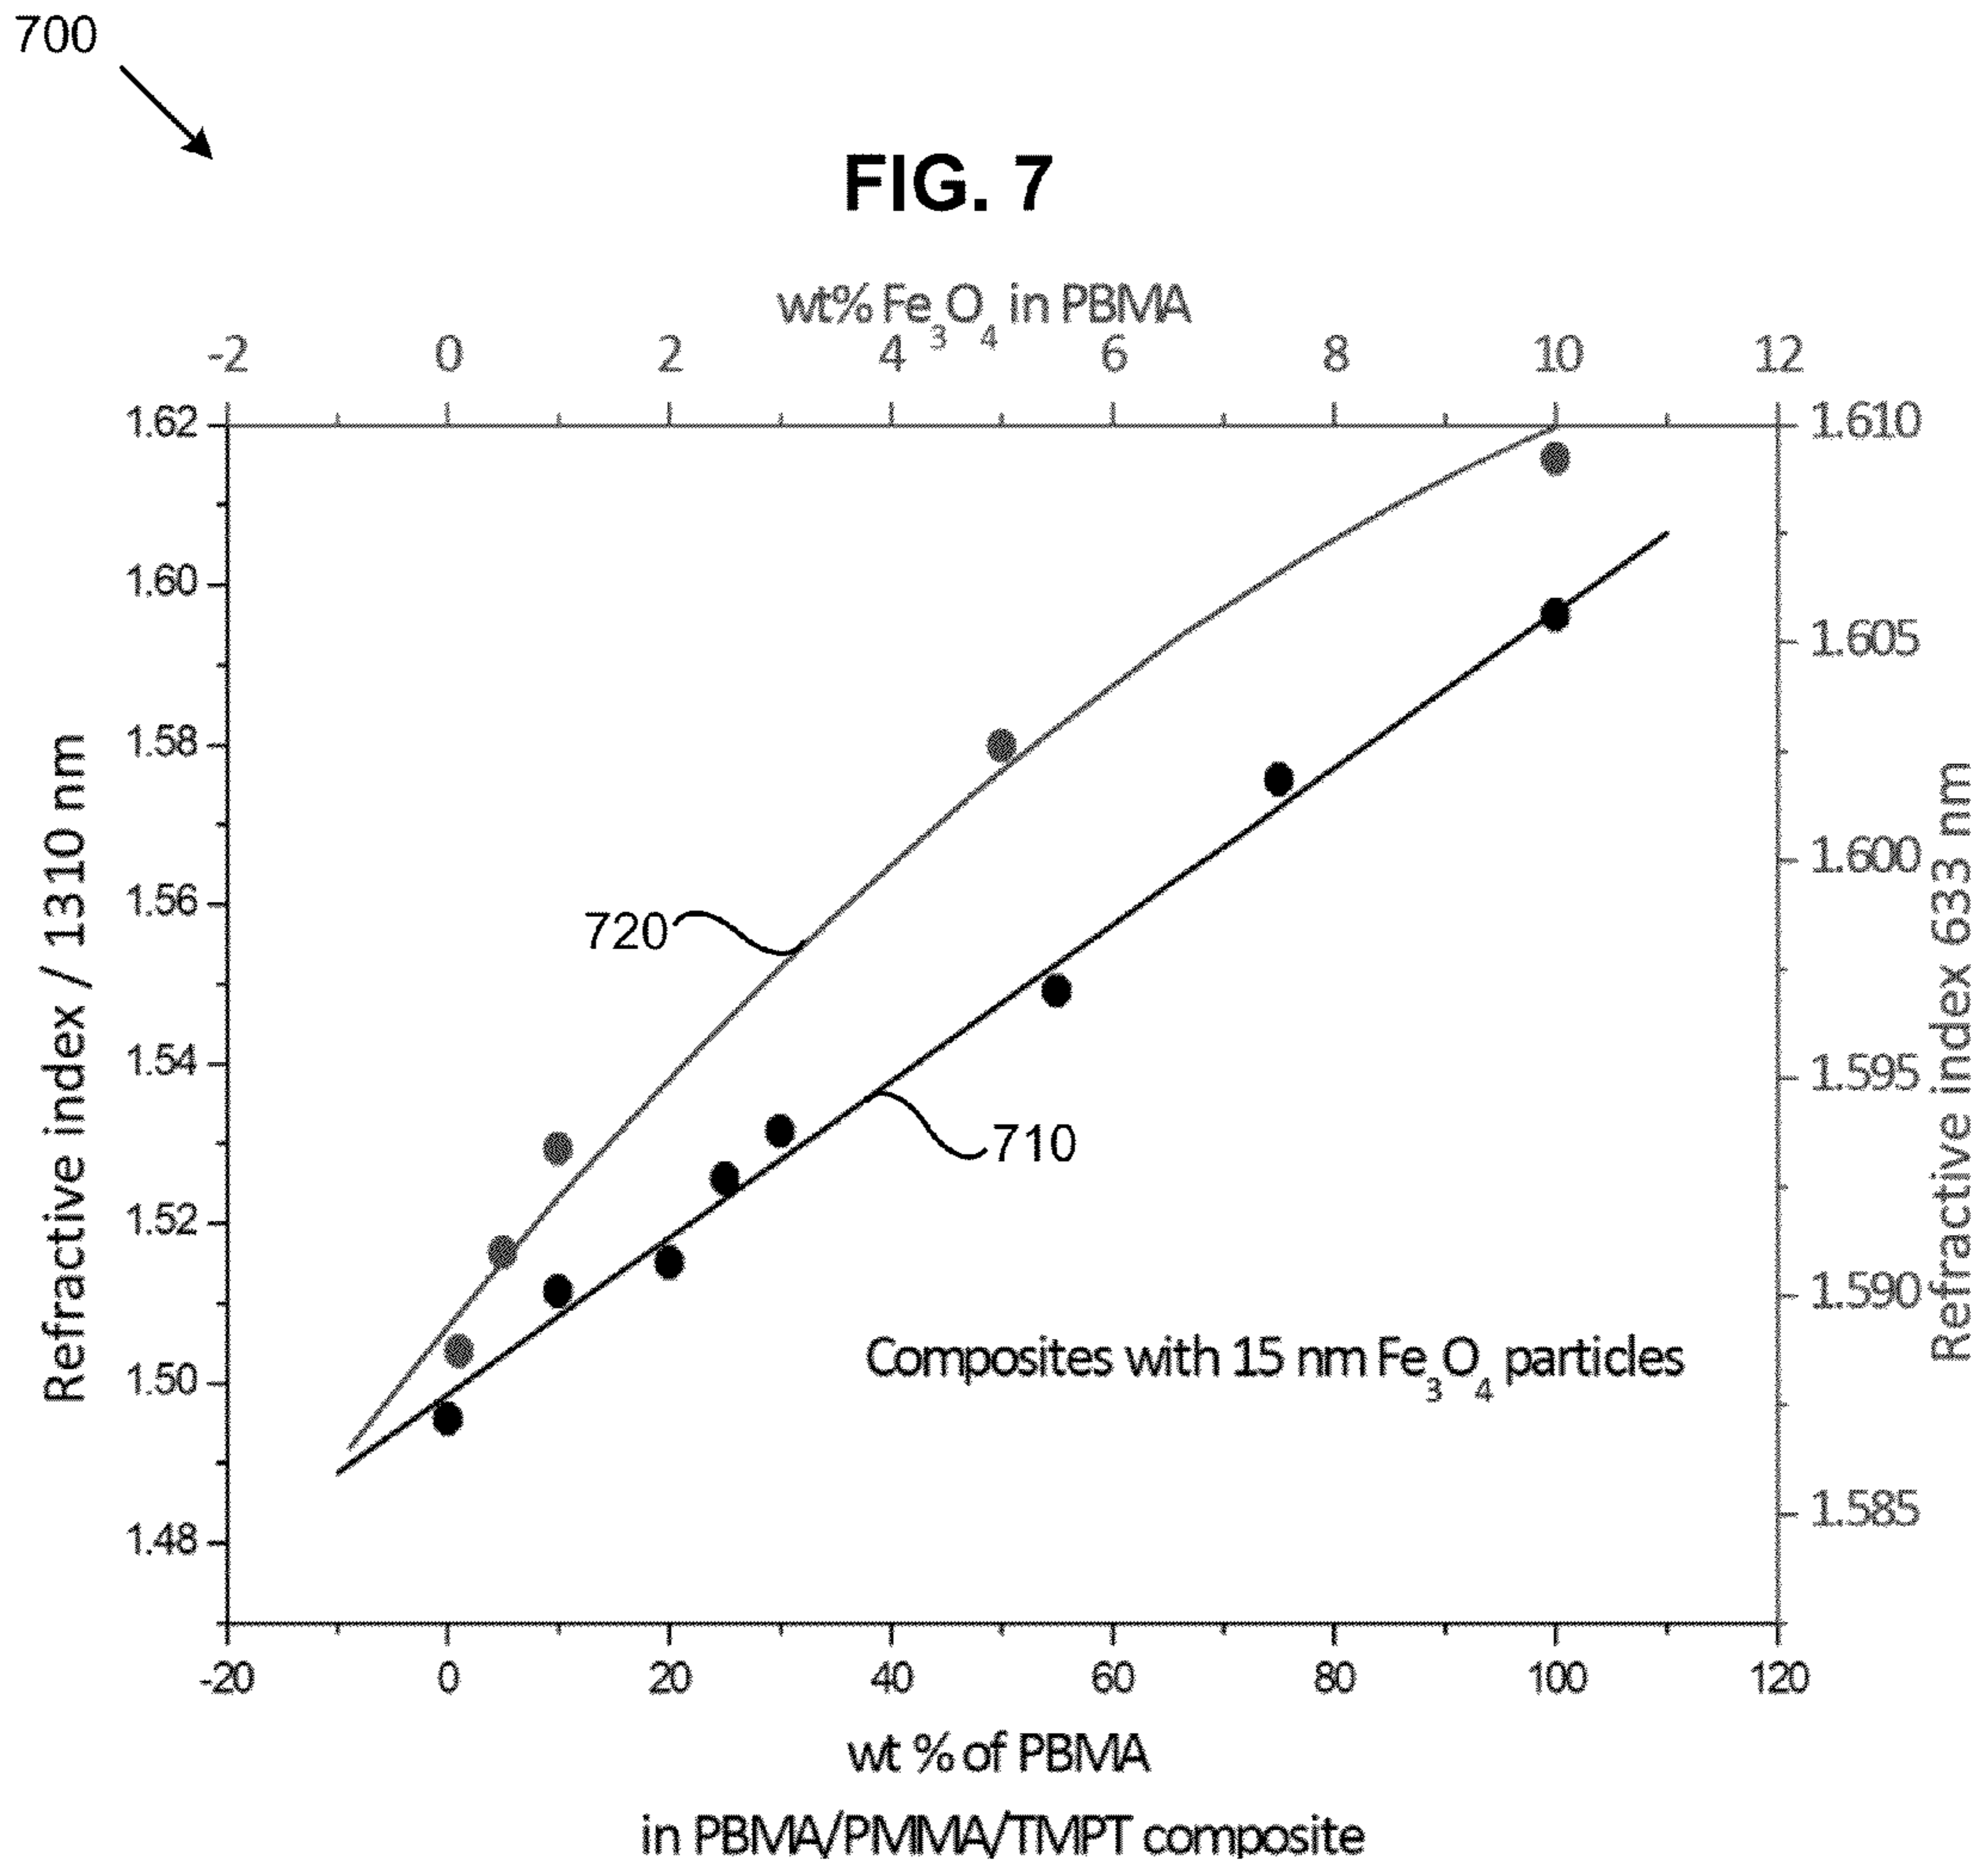 700
FIG. 7
wt% Fe3O4 in PBMA
-2 0 2 4 6 8 10 12
1.62
1.60
1.58
1.56
1.54
1.52
1.50
1.48
Refractive index / 1310 nm
1.610
1.605
1.600
1.595
1.590
1.585
Refractive index 633 nm
720
710
Composites with 15 nm Fe3O4 particles
-20 0 20 40 60 80 100 120
wt % of PBMA
in PBMA/PMMA/TMPT composite